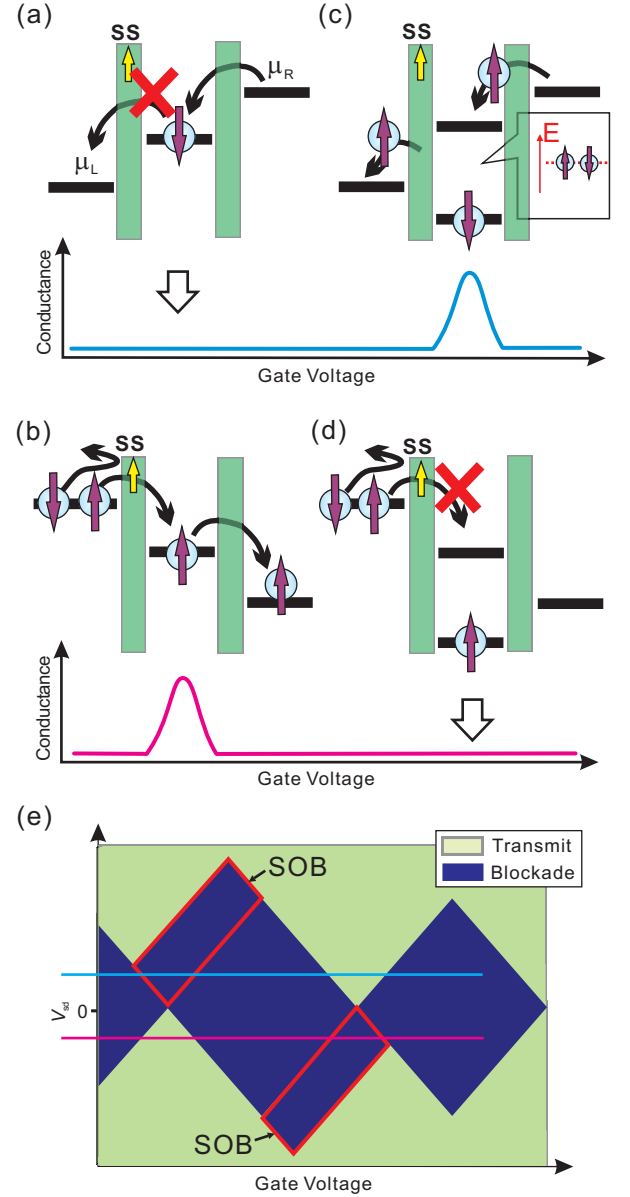 (a)
SS
μR
μL
(c)
SS
E
Conductance
Gate Voltage
(b)
SS
(d)
SS
Conductance
Gate Voltage
(e)
Transmit
Blockade
SOB
Vsd
0
SOB
Gate Voltage